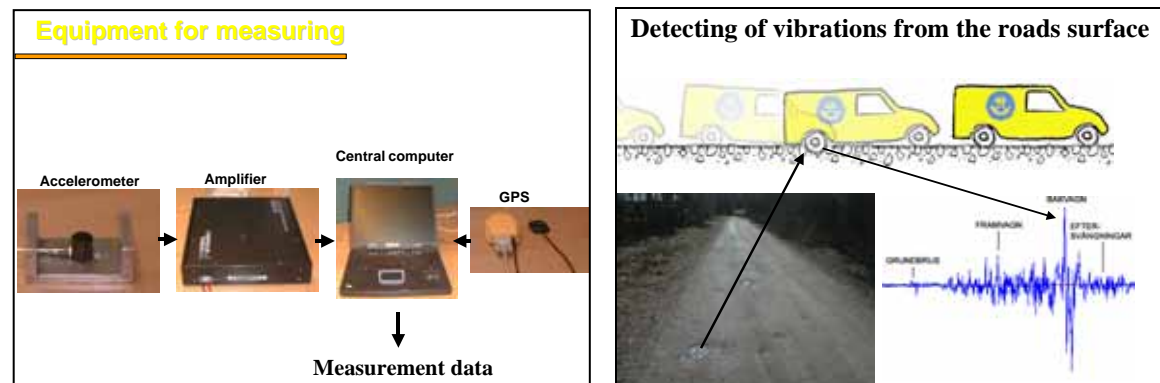 Equipment for measuring
Accelerometer
Amplifier
Central computer
GPS
Measurement data
Detecting of vibrations from the roads surface
BAKVAGN
FRAMVAGN
EFTER-
SVÄNGNINGAR
GRUNDBRUS